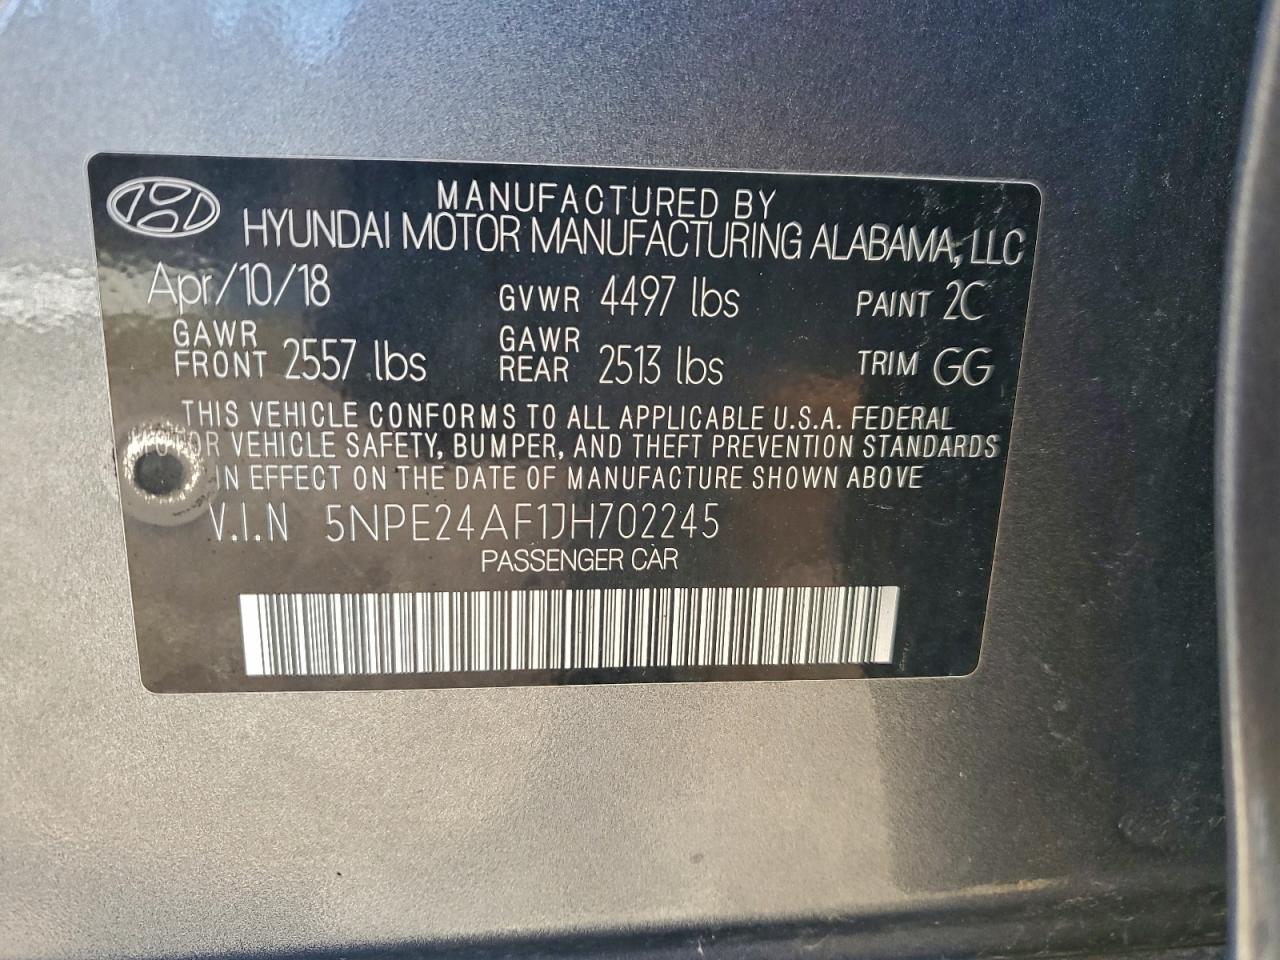 MANUFACTURED BY
HYUNDAI MOTOR MANUFACTURING ALABAMA, LLC
Apr/10/18 GVWR 4497 lbs PAINT 2C
GAWR FRONT 2557 lbs GAWR REAR 2513 lbs TRIM GG
THIS VEHICLE CONFORMS TO ALL APPLICABLE U.S.A. FEDERAL
VEHICLE SAFETY, BUMPER, AND THEFT PREVENTION STANDARDS
IN EFFECT ON THE DATE OF MANUFACTURE SHOWN ABOVE
V.I.N 5NPE24AF1JH702245
PASSENGER CAR